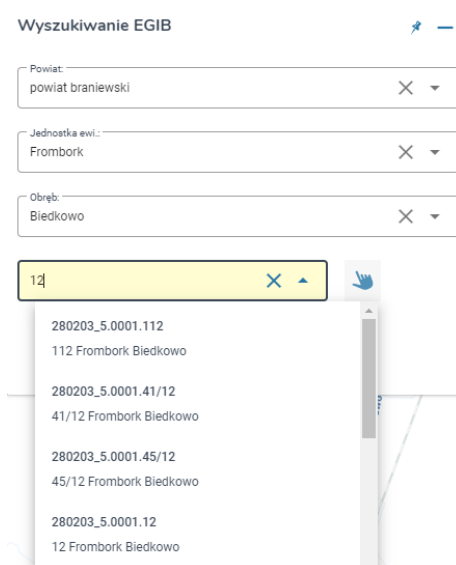 Wyszukiwanie EGIB
Powiat:
powiat braniewski
Jednostka ewi.:
Frombork
Obręb:
Biedkowo
12
280203_5.0001.112
112 Frombork Biedkowo
280203_5.0001.41/12
41/12 Frombork Biedkowo
280203_5.0001.45/12
45/12 Frombork Biedkowo
280203_5.0001.12
12 Frombork Biedkowo